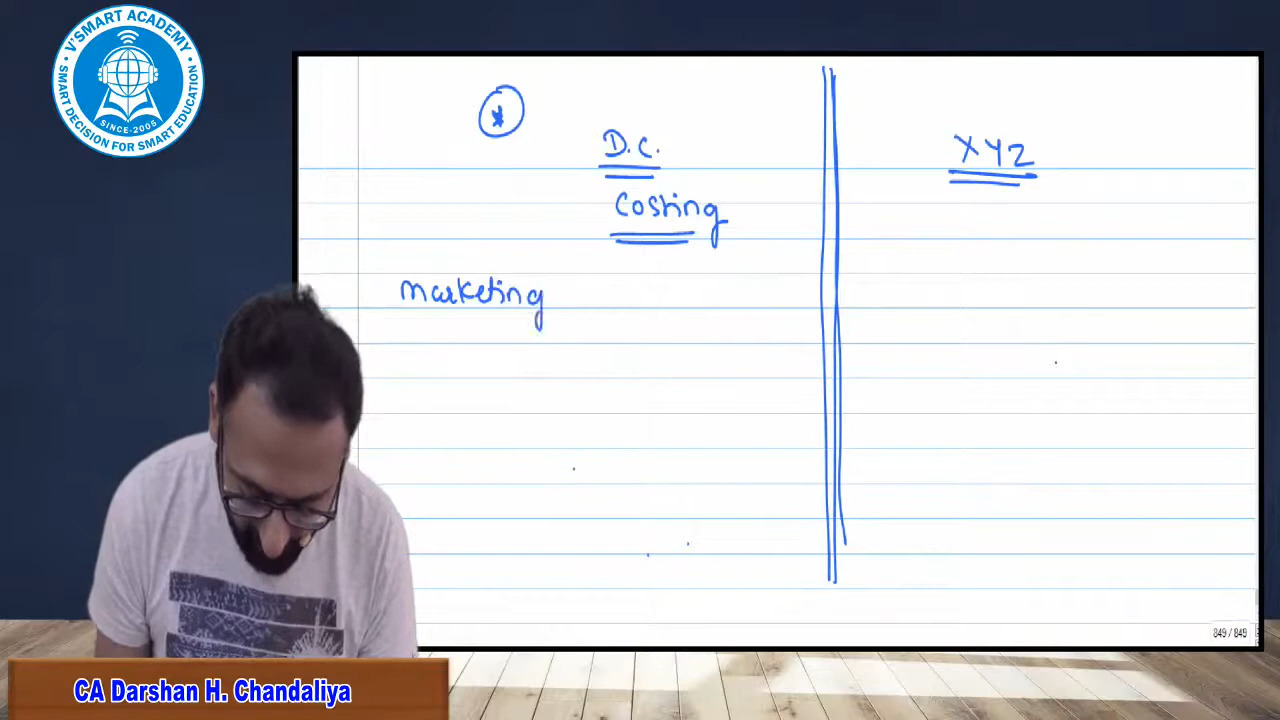 V'SMART ACADEMY
SINCE-2005
SMART DECISION FOR SMART EDUCATION
D.C.
Costing
marketing
XYZ
849 / 849
CA Darshan H. Chandaliya